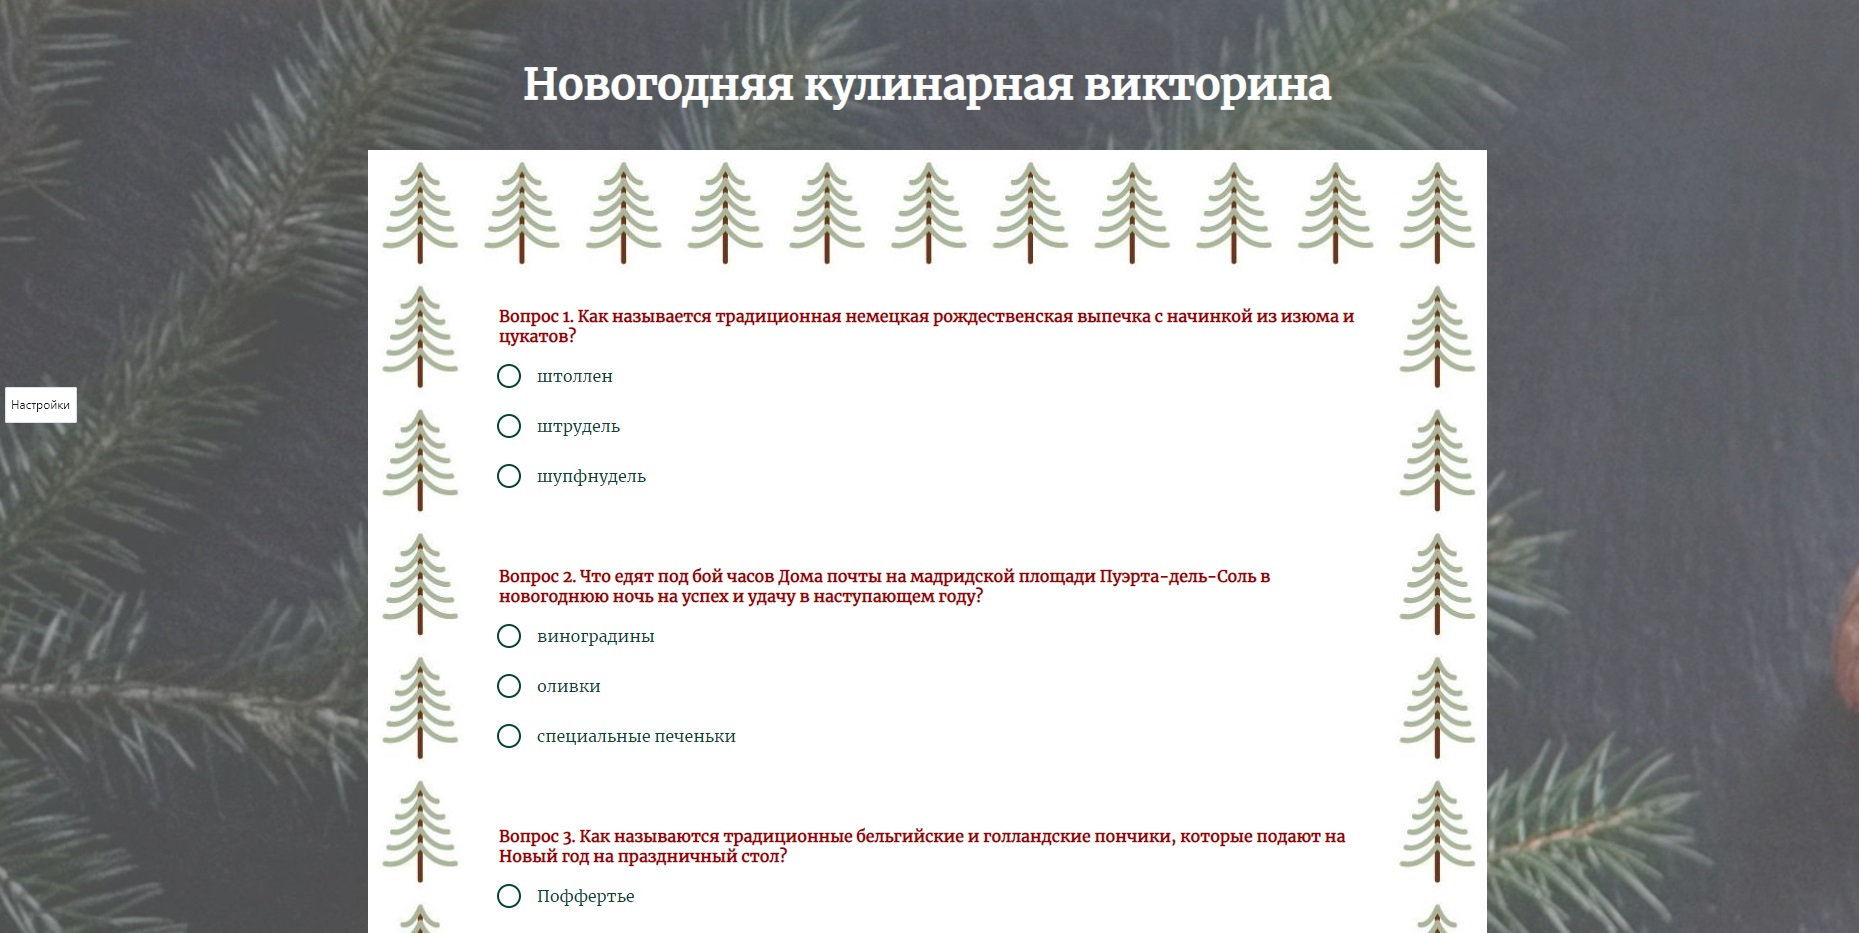 Новогодняя кулинарная викторина
Вопрос 1. Как называется традиционная немецкая рождественская выпечка с начинкой из изюма и
цукатов?
штоллен
Настройки
штрудель
шупфнудель
Вопрос 2. Что едят под бой часов Дома почты на мадридской площади Пуэрта-дель-Соль в
новогоднюю ночь на успех и удачу в наступающем году?
виноградины
оливки
специальные печеньки
Вопрос 3. Как называются традиционные бельгийские и голландские пончики, которые подают на
Новый год на праздничный стол?
Поффертье